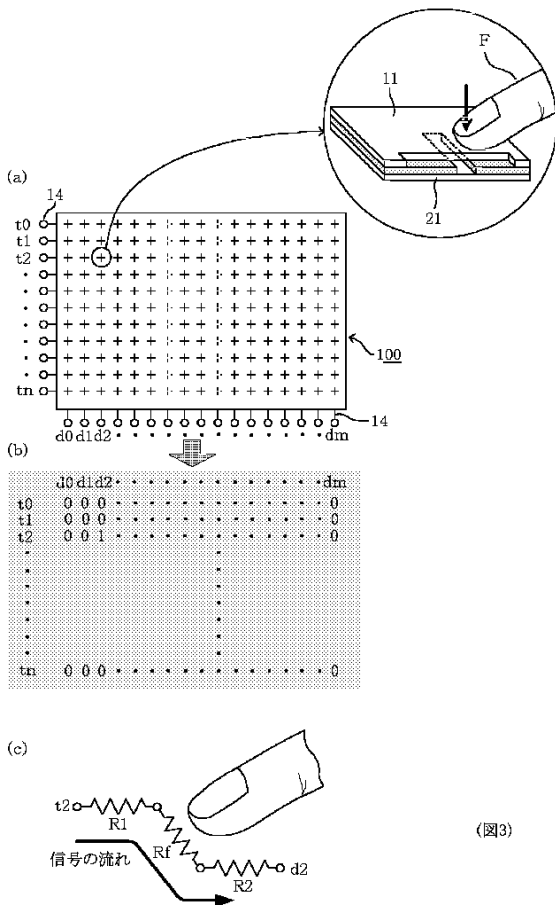 F
11
21
(a)
14
t0
t1
t2
・
・
・
・
・
・
・
tn
100
14
d0 d1 d2 ・・・・・・・・・・・・・ dm
(b)
d0 d1 d2 ・・・・・・・・・・・・・ dm
t0 0 0 0 ・・・・・・・・・・・・・ 0
t1 0 0 0 ・・・・・・・・・・・・・ 0
t2 0 0 1 ・・・・・・・・・・・・・ 0
・ ・
・ ・
・ ・
・ ・
・ ・
・ ・
・ ・
tn 0 0 0 ・・・・・・・・・・・・・ 0
(c)
t2
R1
Rf
R2
d2
信号の流れ
(図3)